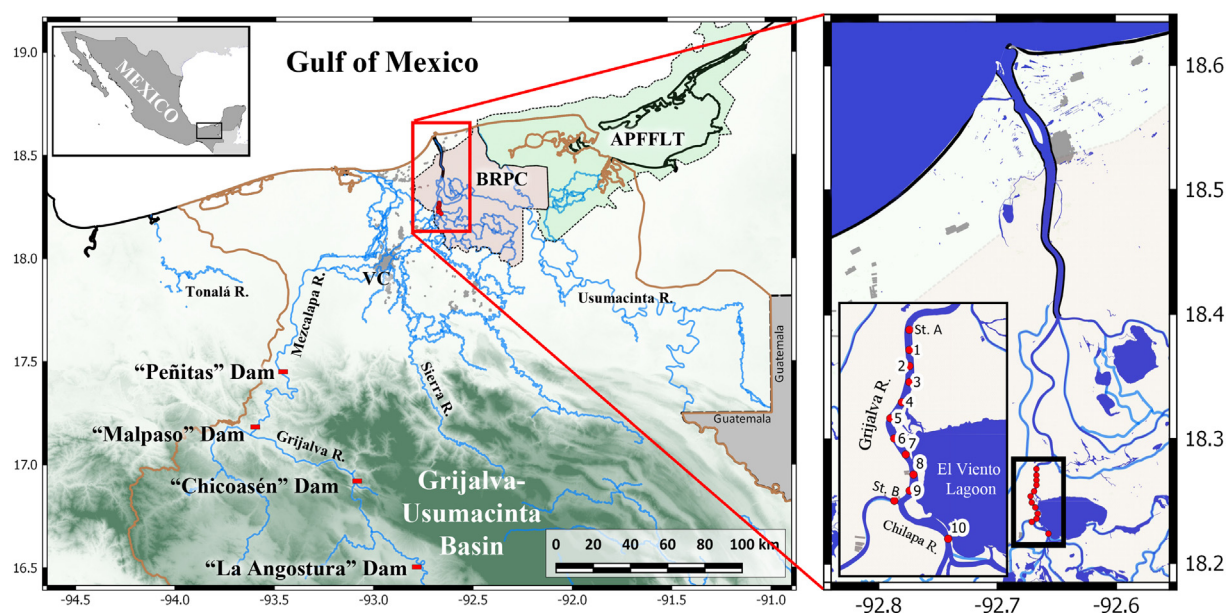 MEXICO
Gulf of Mexico
APFFLT
BRPC
VC
Tonalá R.
Mezcalapa R.
Usumacinta R.
Sierra R.
Grijalva R.
“Peñitas” Dam
“Malpaso” Dam
“Chicoasén” Dam
“La Angostura” Dam
Grijalva-
Usumacinta
Basin
Guatemala
Guatemala
0 20 40 60 80 100 km
19.0
18.5
18.0
17.5
17.0
16.5
-94.5 -94.0 -93.5 -93.0 -92.5 -92.0 -91.5 -91.0
St. A
1
2
3
4
5
6
7
8
9
10
St. B
Grijalva R.
Chilapa R.
El Viento
Lagoon
18.6
18.5
18.4
18.3
18.2
-92.8 -92.7 -92.6